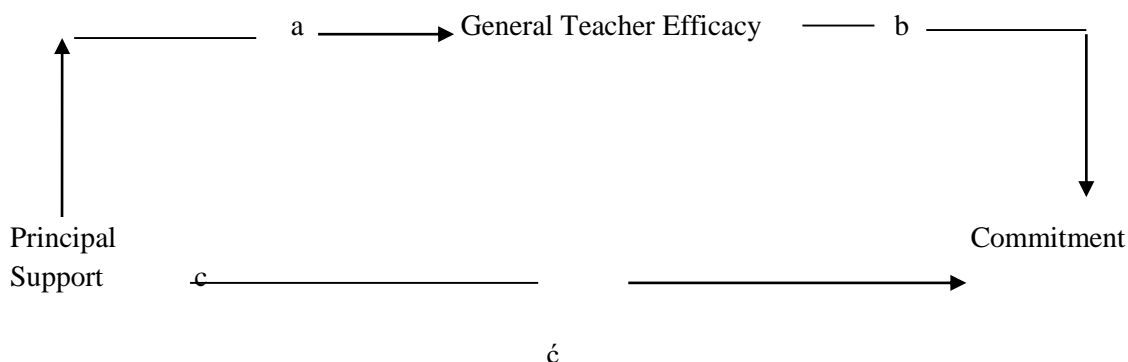 a General Teacher Efficacy b
Principal Commitment
Support c
ć